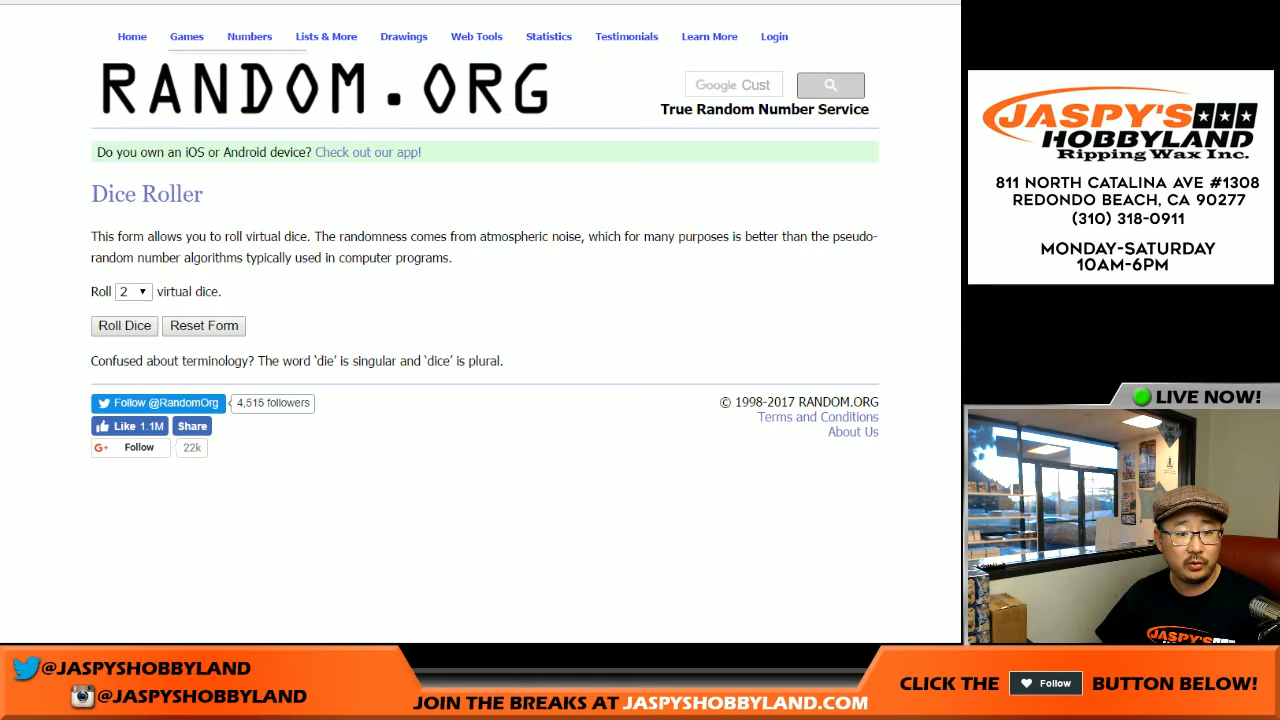 Home Games Numbers Lists & More Drawings Web Tools Statistics Testimonials Learn More Login
RANDOM.ORG
Google Cust
True Random Number Service
Do you own an iOS or Android device? Check out our app!
Dice Roller
This form allows you to roll virtual dice. The randomness comes from atmospheric noise, which for many purposes is better than the pseudo-
random number algorithms typically used in computer programs.
Roll 2 virtual dice.
Roll Dice Reset Form
Confused about terminology? The word ‘die’ is singular and ‘dice’ is plural.
Follow @RandomOrg 4,515 followers
Like 1.1M Share
G+ Follow 22k
© 1998-2017 RANDOM.ORG
Terms and Conditions
About Us
JASPY'S
HOBBYLAND
Ripping Wax Inc.
811 NORTH CATALINA AVE #1308
REDONDO BEACH, CA 90277
(310) 318-0911
MONDAY-SATURDAY
10AM-6PM
LIVE NOW!
JASPY'S
@JASPYSHOBBYLAND
@JASPYSHOBBYLAND
JOIN THE BREAKS AT JASPYSHOBBYLAND.COM
CLICK THE Follow BUTTON BELOW!